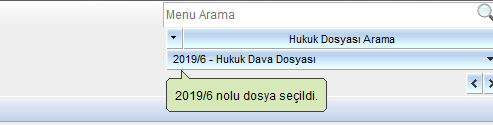 Menu Arama
Hukuk Dosyası Arama
2019/6 - Hukuk Dava Dosyası
2019/6 nolu dosya seçildi.